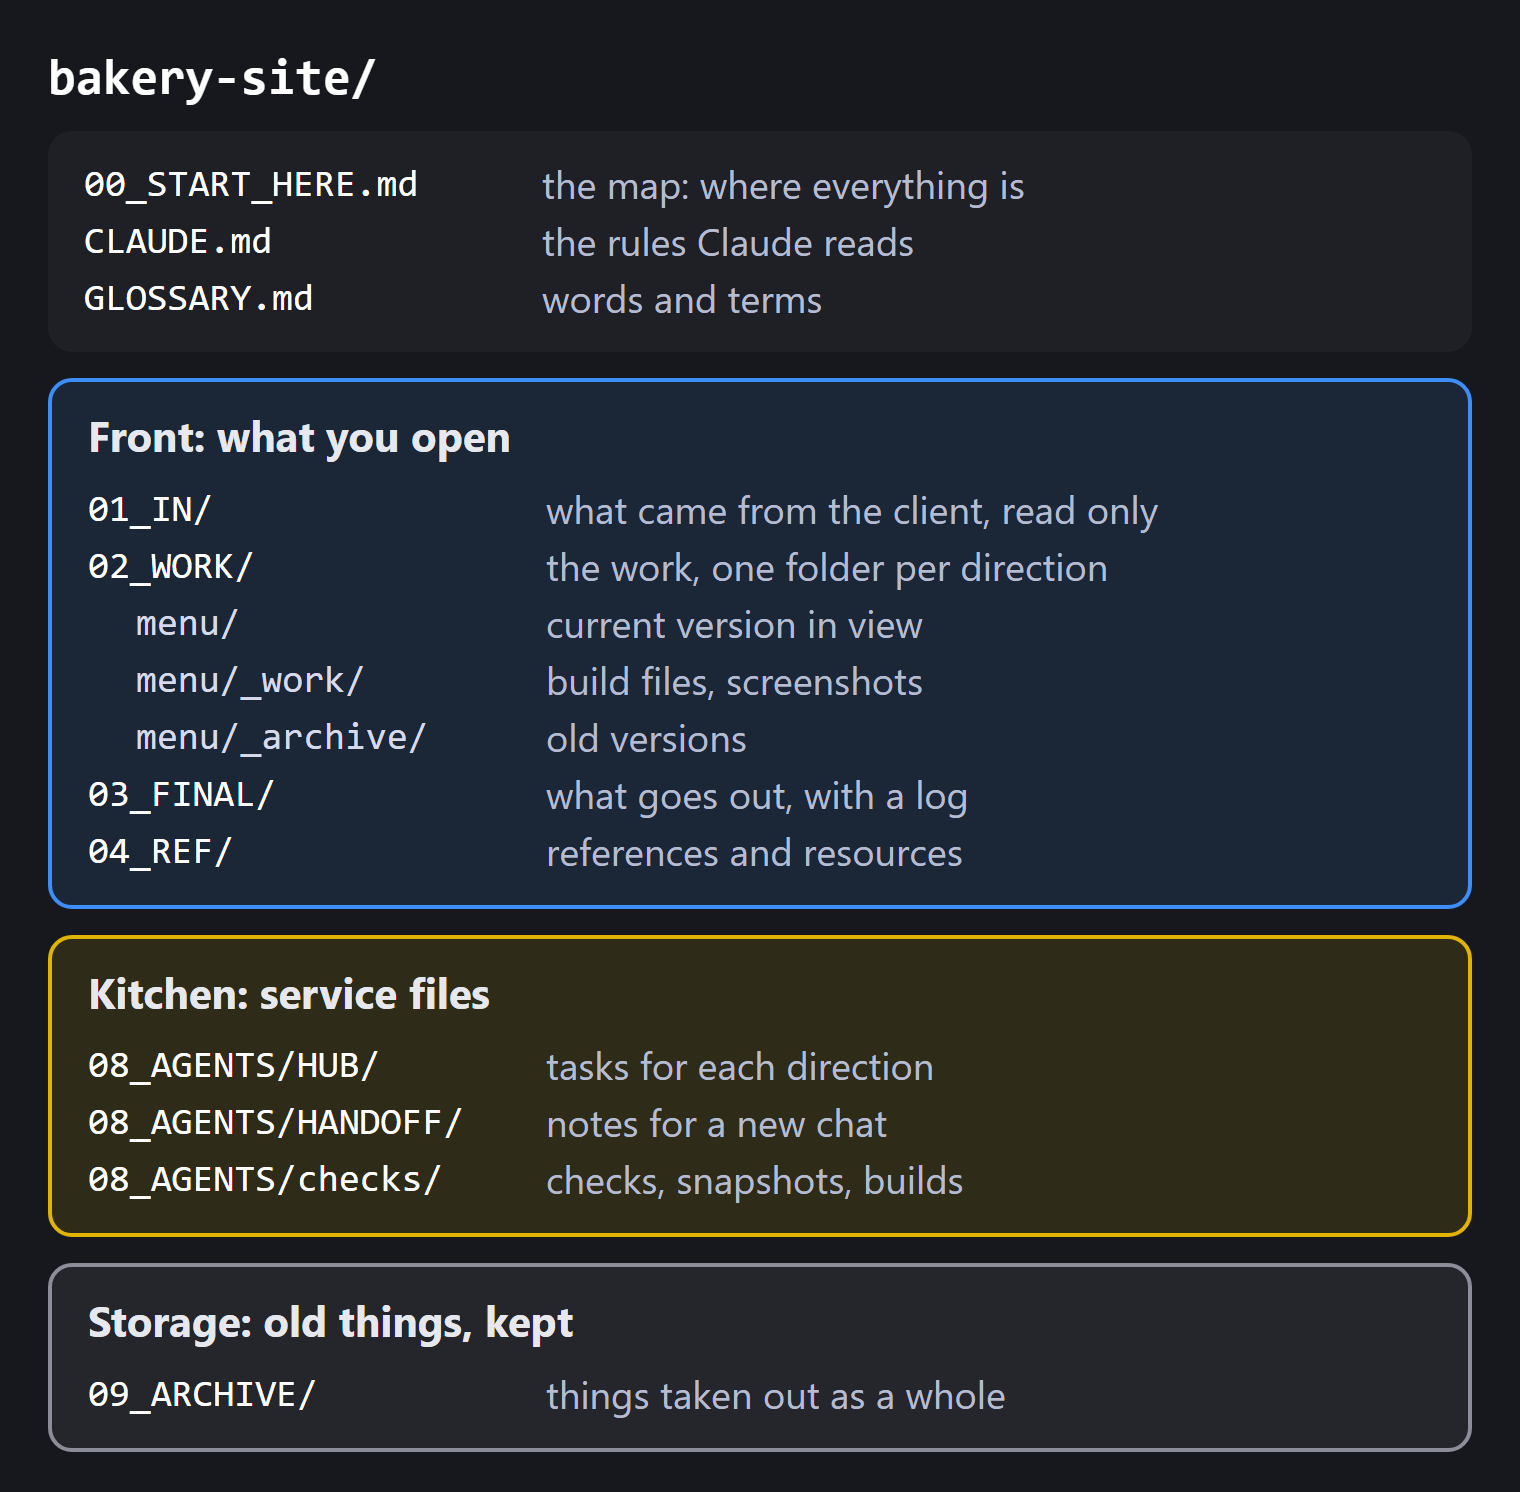 bakery-site/
00_START_HERE.md the map: where everything is
CLAUDE.md the rules Claude reads
GLOSSARY.md words and terms
Front: what you open
01_IN/ what came from the client, read only
02_WORK/ the work, one folder per direction
menu/ current version in view
menu/_work/ build files, screenshots
menu/_archive/ old versions
03_FINAL/ what goes out, with a log
04_REF/ references and resources
Kitchen: service files
08_AGENTS/HUB/ tasks for each direction
08_AGENTS/HANDOFF/ notes for a new chat
08_AGENTS/checks/ checks, snapshots, builds
Storage: old things, kept
09_ARCHIVE/ things taken out as a whole